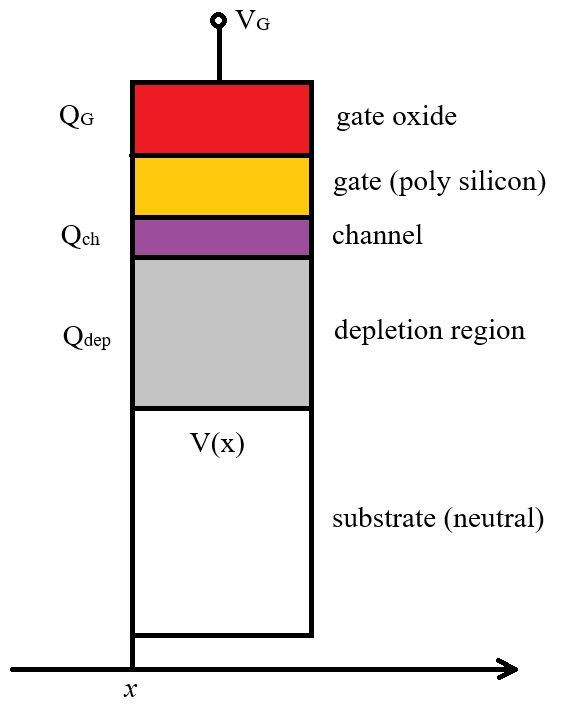 VG
QG gate oxide
gate (poly silicon)
Qch channel
Qdep depletion region
V(x)
substrate (neutral)
x